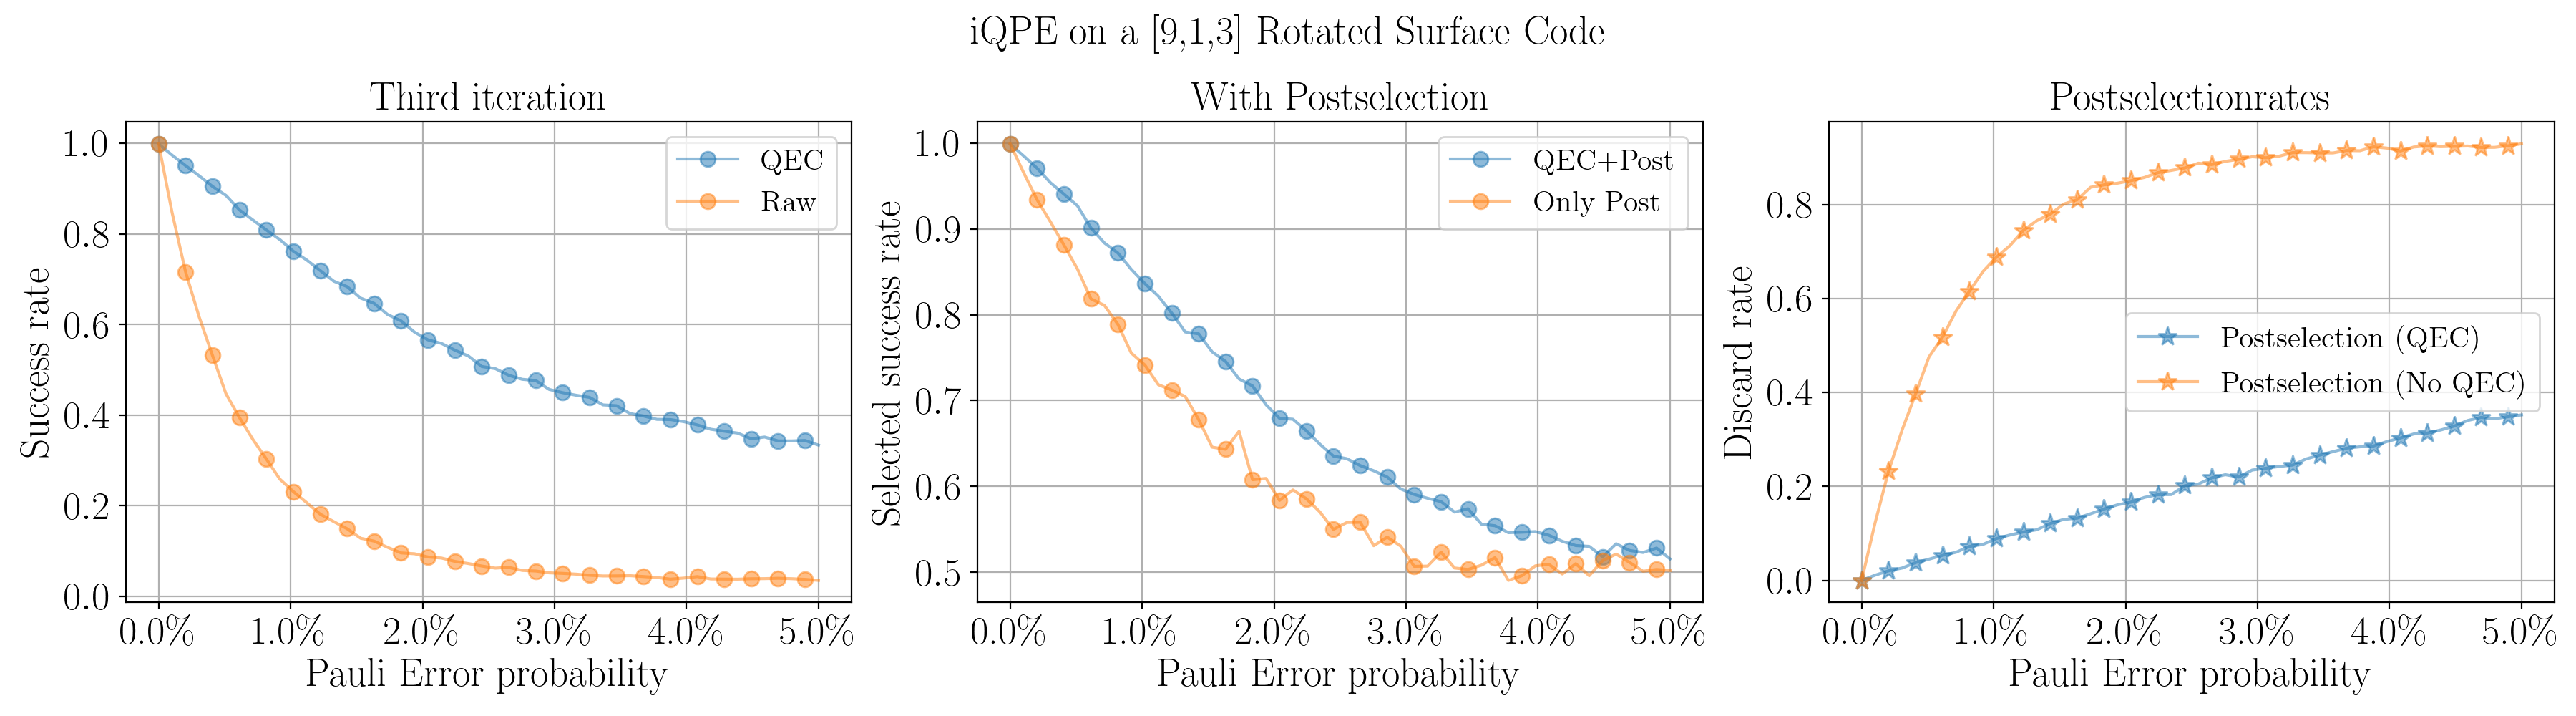 iQPE on a [9,1,3] Rotated Surface Code
Third iteration
Success rate
1.0
0.8
0.6
0.4
0.2
0.0
QEC
Raw
0.0% 1.0% 2.0% 3.0% 4.0% 5.0%
Pauli Error probability
With Postselection
Selected success rate
1.0
0.9
0.8
0.7
0.6
0.5
QEC+Post
Only Post
0.0% 1.0% 2.0% 3.0% 4.0% 5.0%
Pauli Error probability
Postselectionrates
Discard rate
0.8
0.6
0.4
0.2
0.0
Postselection (QEC)
Postselection (No QEC)
0.0% 1.0% 2.0% 3.0% 4.0% 5.0%
Pauli Error probability